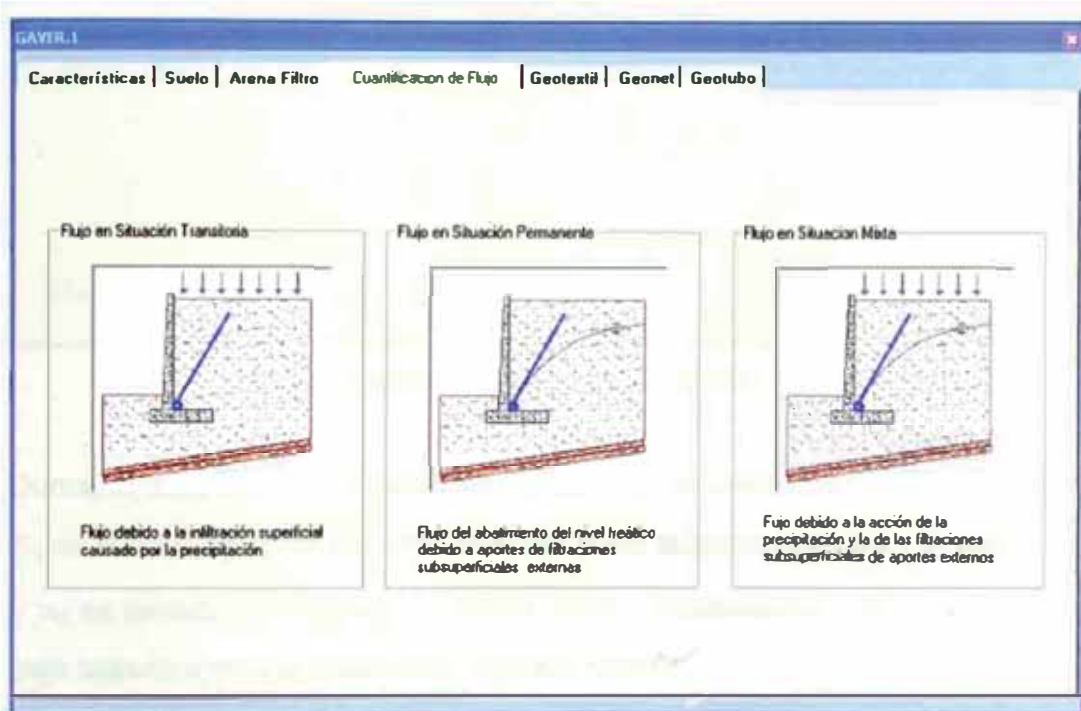 GAVER.1
Características | Suelo | Arena Filtro Cuantificacion de Flujo | Geotextil | Geonet | Geotubo |
Flujo en Situación Transitoria
Flujo en Situación Permanente
Flujo en Situacion Mixta
Flujo debido a la infiltración superficial
causado por la precipitación
Flujo del abatimiento del nivel freático
debido a aportes de filtraciones
subsuperficiales externas
Fujo debido a la acción de la
precipitación y la de las filtraciones
subsuperficiales de aportes externos